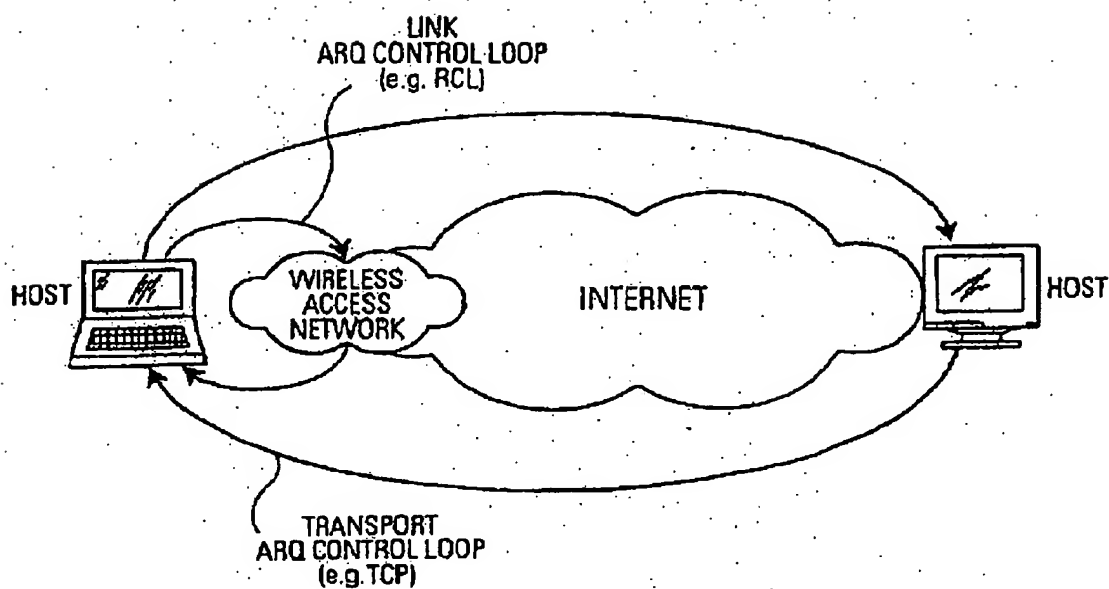 LINK
ARQ CONTROL LOOP
(e.g. RCL)
HOST
WIRELESS
ACCESS
NETWORK
INTERNET
HOST
TRANSPORT
ARQ CONTROL LOOP
(e.g. TCP)